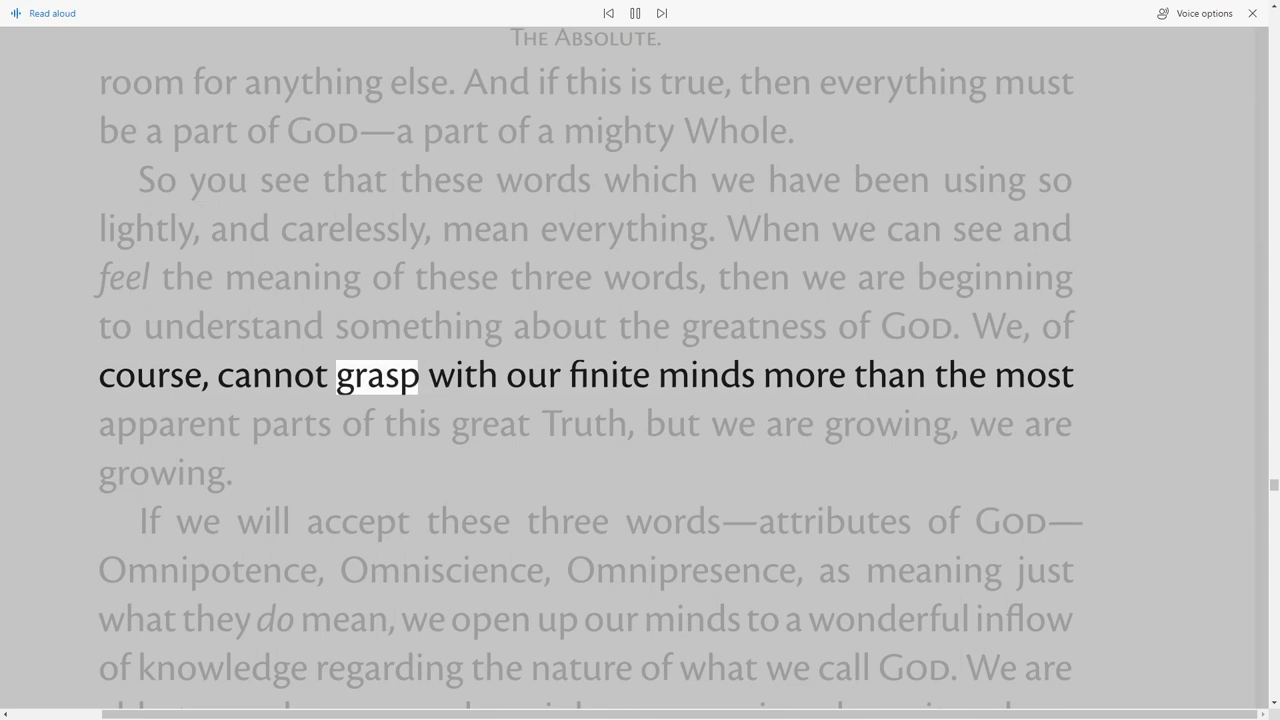 Read aloud
Voice options
THE ABSOLUTE.
room for anything else. And if this is true, then everything must
be a part of GOD—a part of a mighty Whole.
So you see that these words which we have been using so
lightly, and carelessly, mean everything. When we can see and
feel the meaning of these three words, then we are beginning
to understand something about the greatness of GOD. We, of
course, cannot grasp with our finite minds more than the most
apparent parts of this great Truth, but we are growing, we are
growing.
If we will accept these three words—attributes of GOD—
Omnipotence, Omniscience, Omnipresence, as meaning just
what they do mean, we open up our minds to a wonderful inflow
of knowledge regarding the nature of what we call GOD. We are